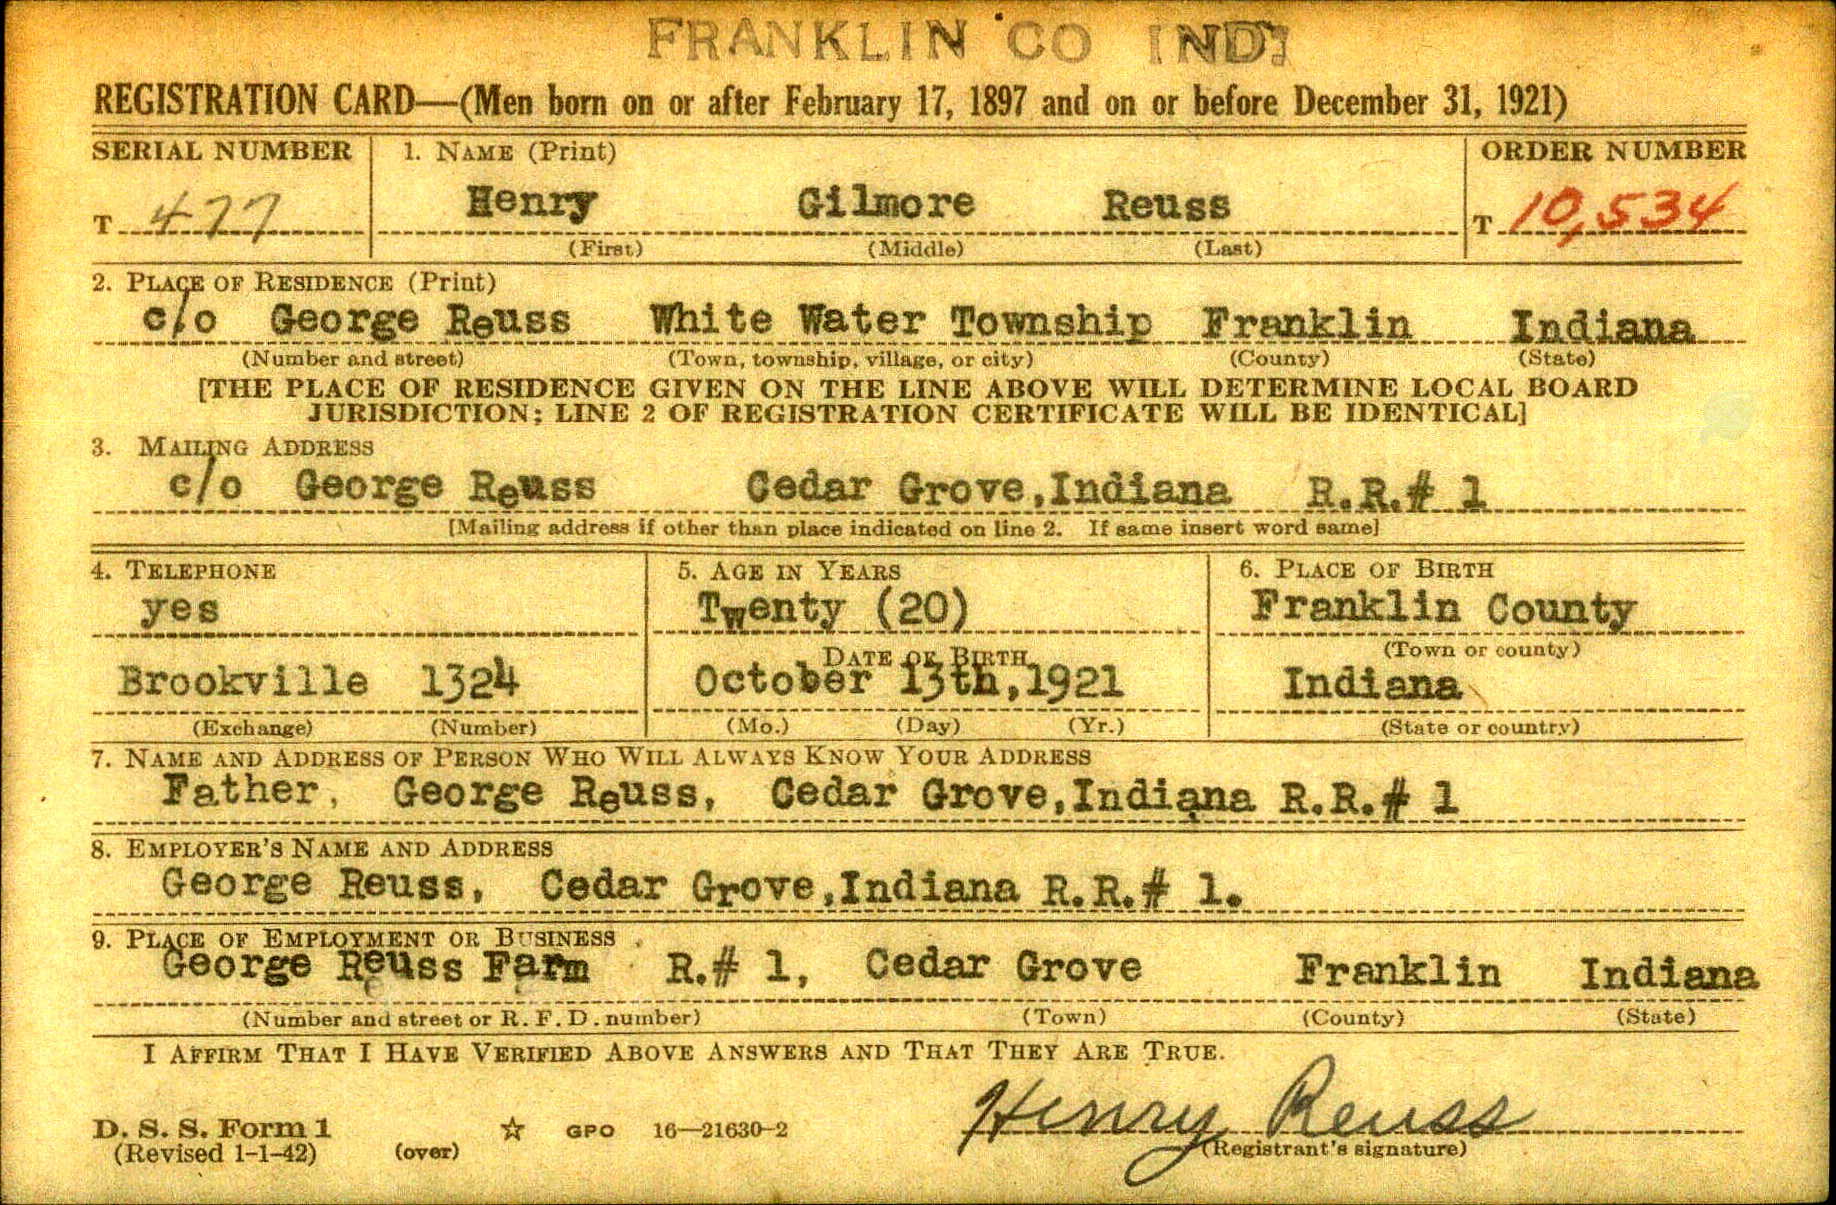 FRANKLIN CO IND.
REGISTRATION CARD—(Men born on or after February 17, 1897 and on or before December 31, 1921)
SERIAL NUMBER 1. NAME (Print) ORDER NUMBER
T 477 Henry Gilmore Reuss T 10,534
(First) (Middle) (Last)
2. PLACE OF RESIDENCE (Print)
c/o George Reuss White Water Township Franklin Indiana
(Number and street) (Town, township, village, or city) (County) (State)
[THE PLACE OF RESIDENCE GIVEN ON THE LINE ABOVE WILL DETERMINE LOCAL BOARD
JURISDICTION; LINE 2 OF REGISTRATION CERTIFICATE WILL BE IDENTICAL]
3. MAILING ADDRESS
c/o George Reuss Cedar Grove,Indiana R.R.# 1
[Mailing address if other than place indicated on line 2. If same insert word same]
4. TELEPHONE 5. AGE IN YEARS 6. PLACE OF BIRTH
yes Twenty (20) Franklin County
DATE OF BIRTH (Town or county)
Brookville 1324 October 13th,1921 Indiana
(Exchange) (Number) (Mo.) (Day) (Yr.) (State or country)
7. NAME AND ADDRESS OF PERSON WHO WILL ALWAYS KNOW YOUR ADDRESS
Father, George Reuss, Cedar Grove,Indiana R.R.# 1
8. EMPLOYER'S NAME AND ADDRESS
George Reuss, Cedar Grove,Indiana R.R.# 1.
9. PLACE OF EMPLOYMENT OR BUSINESS
George Reuss Farm R.# 1, Cedar Grove Franklin Indiana
(Number and street or R. F. D. number) (Town) (County) (State)
I AFFIRM THAT I HAVE VERIFIED ABOVE ANSWERS AND THAT THEY ARE TRUE.
Henry Reuss
D. S. S. Form 1 (Registrant's signature)
(Revised 1-1-42) (over) ☆ GPO 16—21630-2